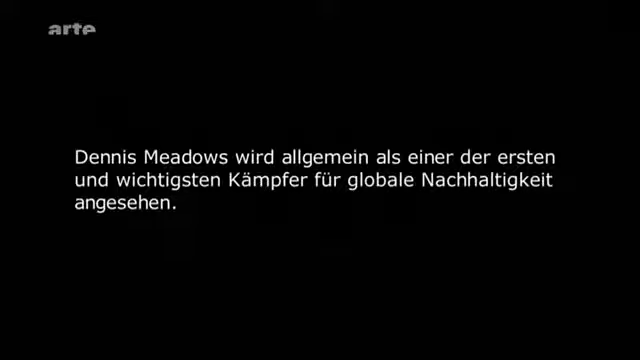 arte
Dennis Meadows wird allgemein als einer der ersten
und wichtigsten Kämpfer für globale Nachhaltigkeit
angesehen.